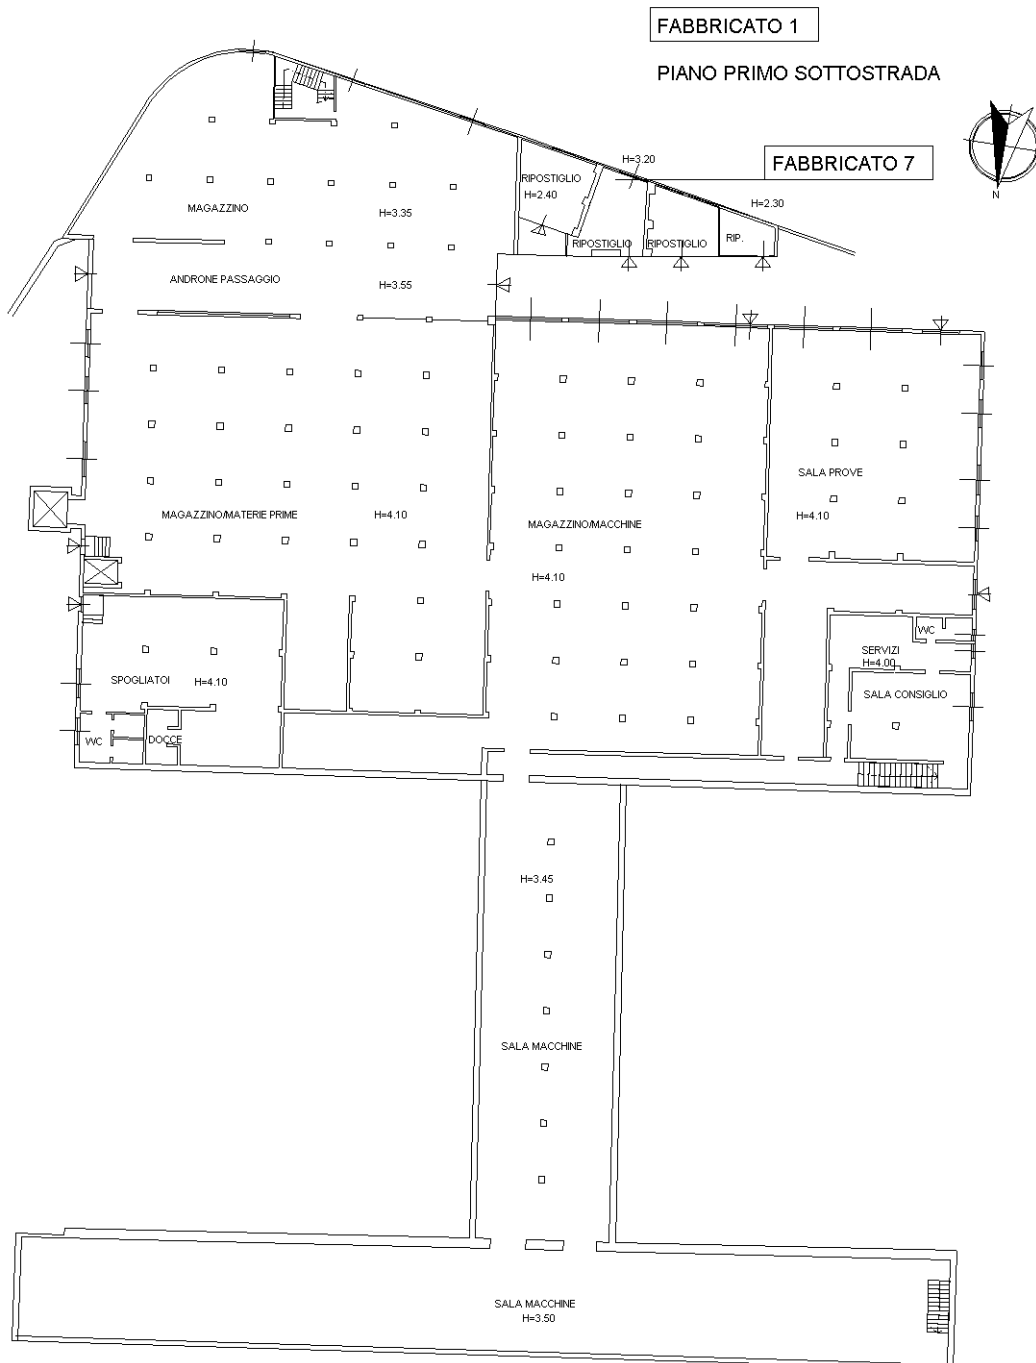 FABBRICATO 1
PIANO PRIMO SOTTOSTRADA
H=3.20
FABBRICATO 7
RIPOSTIGLIO
H=2.40
N
H=2.30
MAGAZZINO
H=3.35
RIPOSTIGLIO
RIPOSTIGLIO
RIP.
ANDRONE PASSAGGIO
H=3.55
SALA PROVE
MAGAZZINO/MATERIE PRIME
H=4.10
MAGAZZINO/MACCHINE
H=4.10
H=4.10
WC
SERVIZI
H=4.00
SPOGLIATOI
H=4.10
SALA CONSIGLIO
WC
DOCCE
H=3.45
SALA MACCHINE
SALA MACCHINE
H=3.50